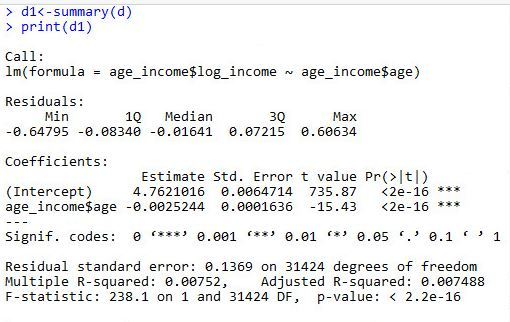 > d1<-summary(d)
> print(d1)
Call:
lm(formula = age_income$log_income ~ age_income$age)
Residuals:
Min 1Q Median 3Q Max
-0.64795 -0.08340 -0.01641 0.07215 0.60634
Coefficients:
Estimate Std. Error t value Pr(>|t|)
(Intercept) 4.7621016 0.0064714 735.87 <2e-16 ***
age_income$age -0.0025244 0.0001636 -15.43 <2e-16 ***
---
Signif. codes: 0 ‘***’ 0.001 ‘**’ 0.01 ‘*’ 0.05 ‘.’ 0.1 ‘ ’ 1
Residual standard error: 0.1369 on 31424 degrees of freedom
Multiple R-squared: 0.00752, Adjusted R-squared: 0.007488
F-statistic: 238.1 on 1 and 31424 DF, p-value: < 2.2e-16